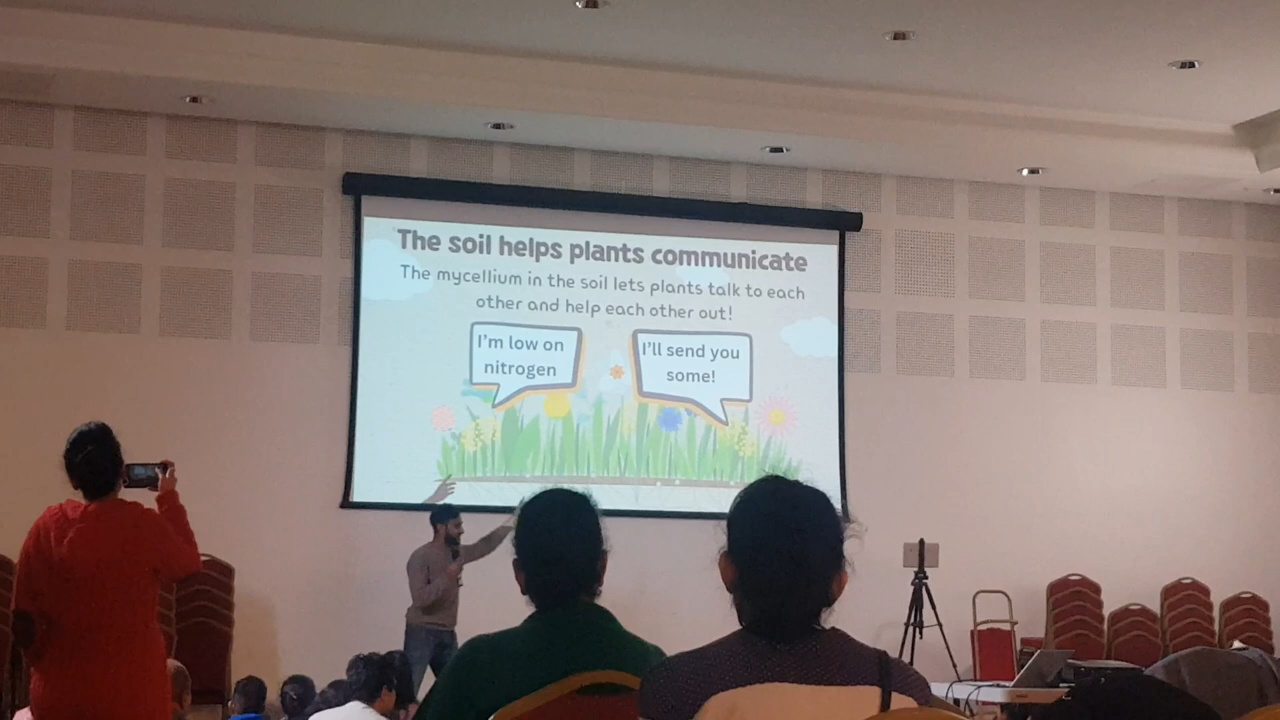 The soil helps plants communicate
The mycellium in the soil lets plants talk to each
other and help each other out!
I'm low on
nitrogen
I'll send you
some!